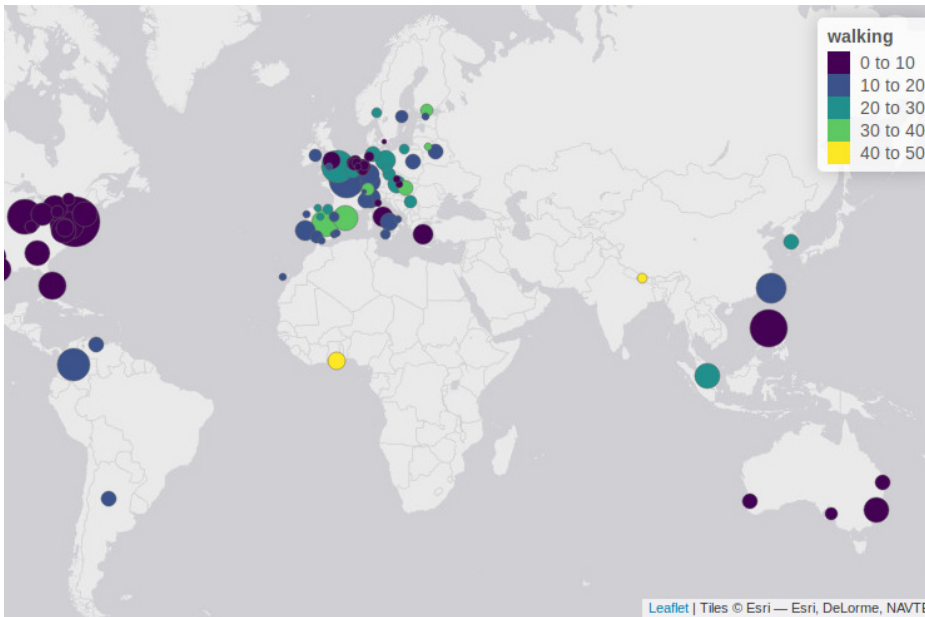 walking
0 to 10
10 to 20
20 to 30
30 to 40
40 to 50
Leaflet | Tiles © Esri — Esri, DeLorme, NAVTE